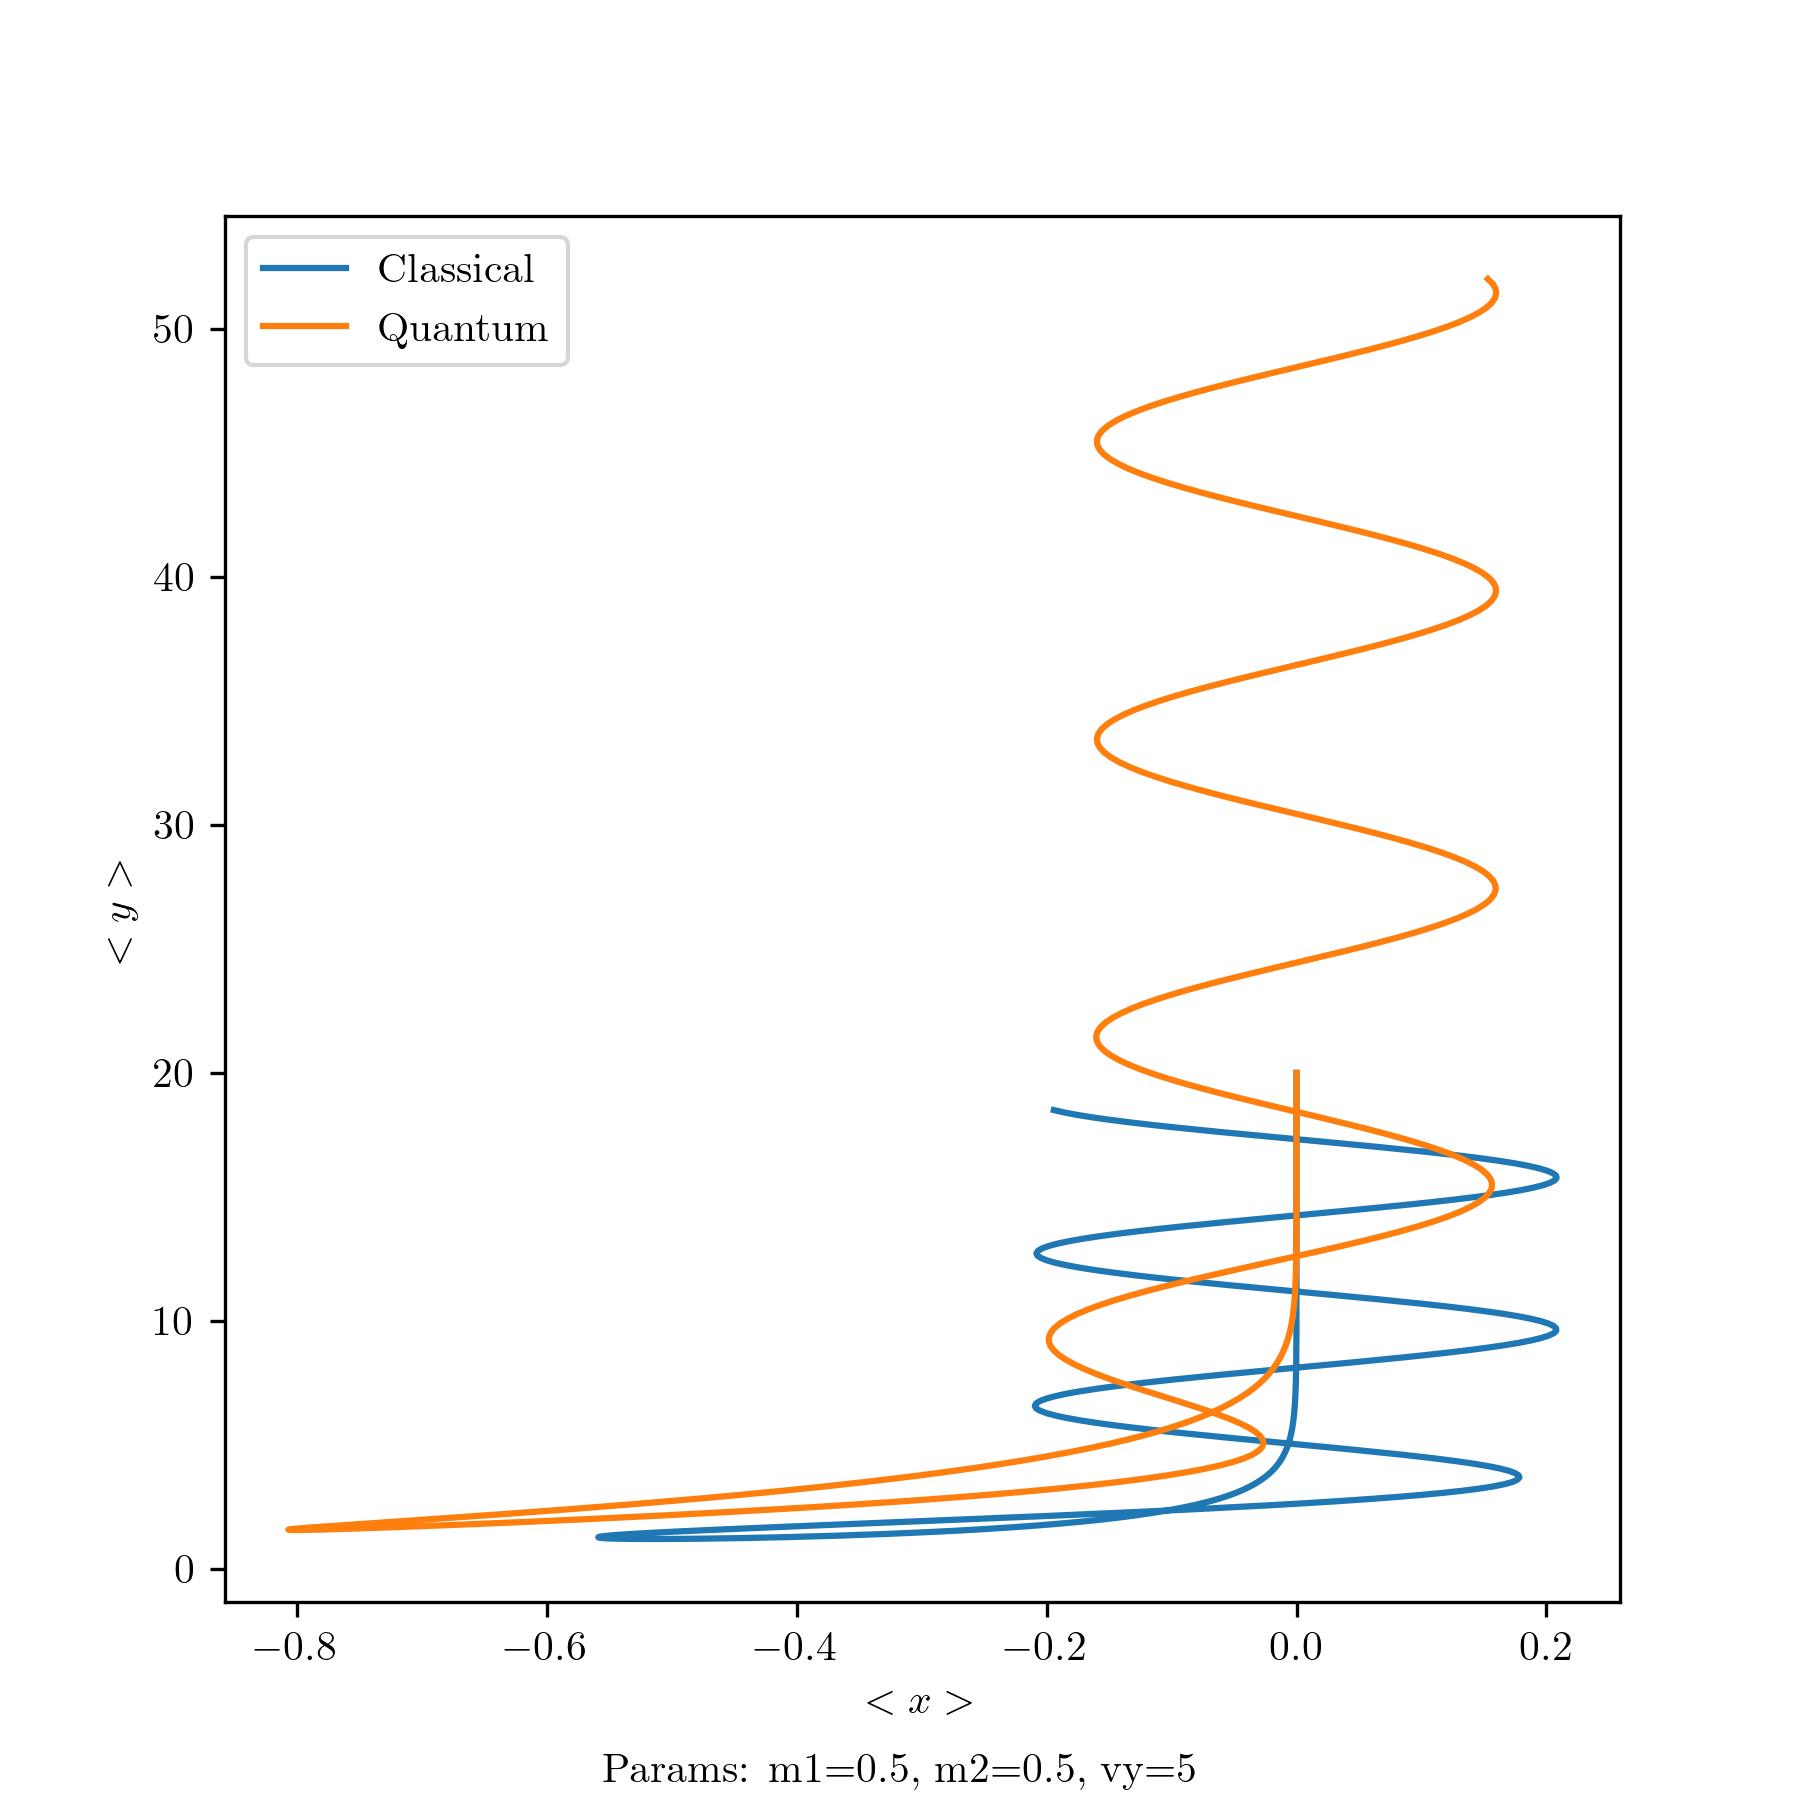 Classical
Quantum
50
40
30
20
10
0
< y >
−0.8 −0.6 −0.4 −0.2 0.0 0.2
< x >
Params: m1=0.5, m2=0.5, vy=5